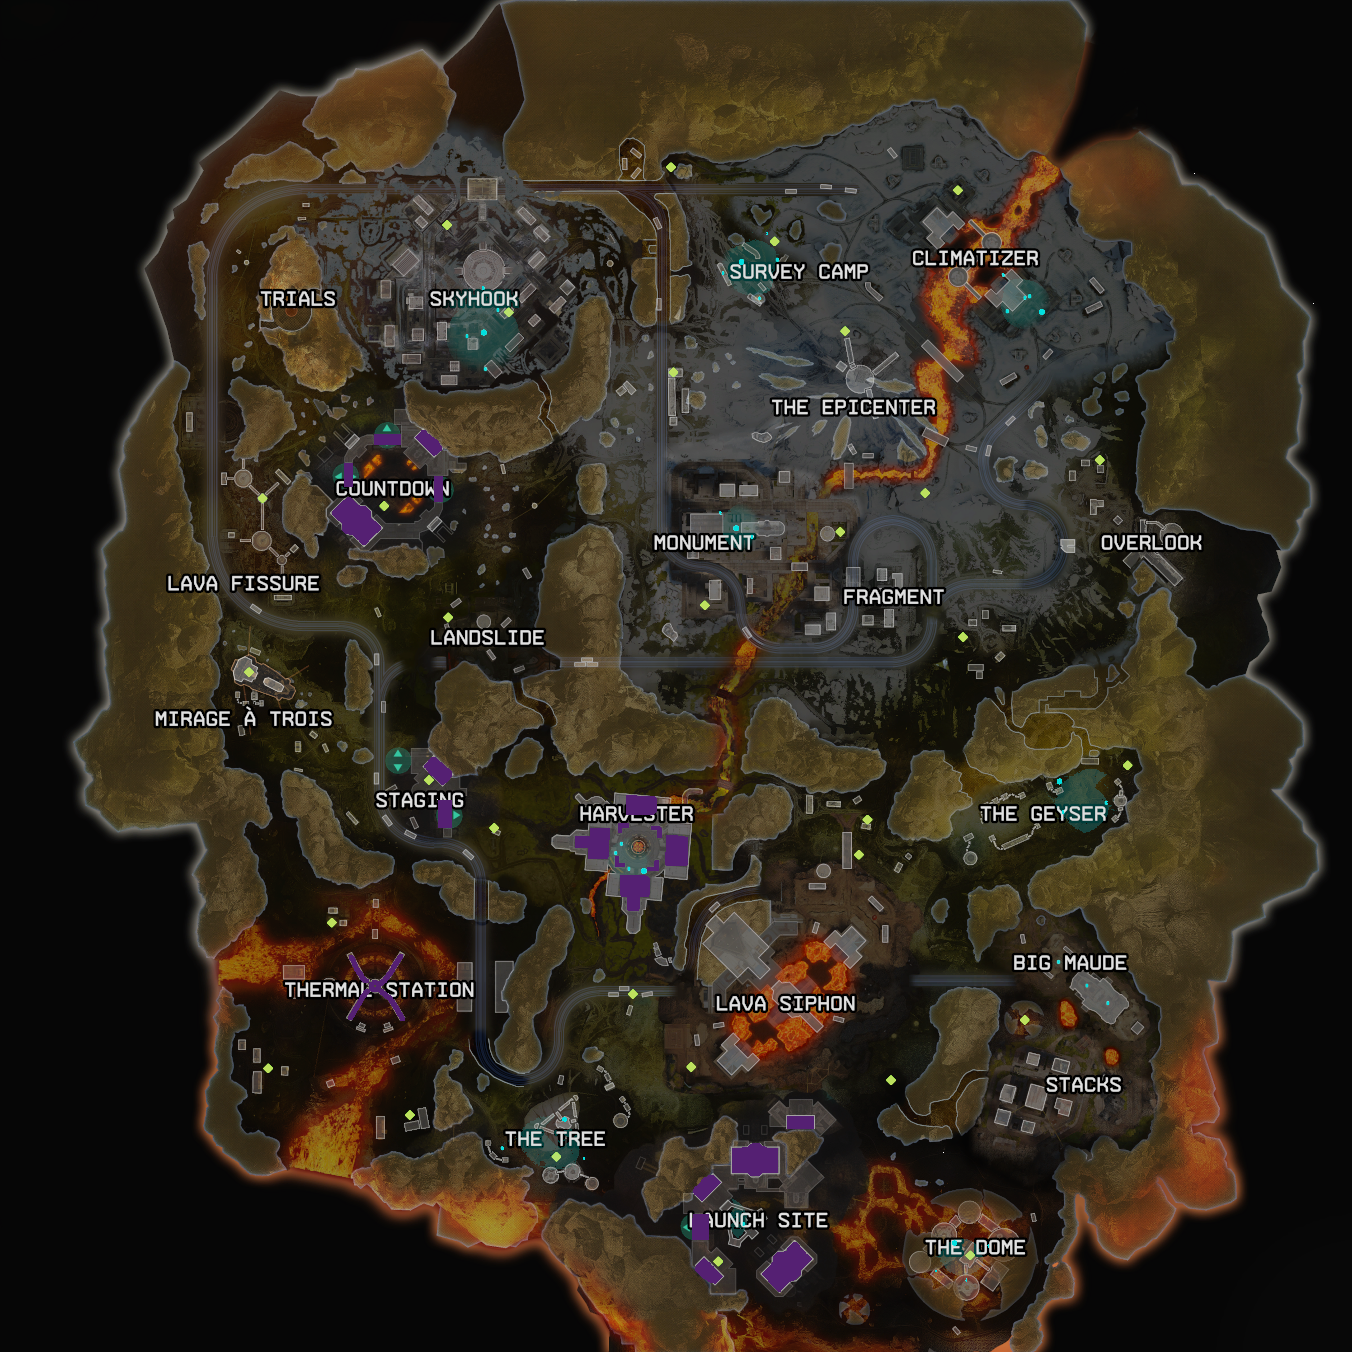 CLIMATIZER
SURVEY CAMP
TRIALS
SKYHOOK
THE EPICENTER
COUNTDOWN
MONUMENT
OVERLOOK
LAVA FISSURE
FRAGMENT
LANDSLIDE
MIRAGE À TROIS
STAGING
HARVESTER
THE GEYSER
BIG MAUDE
THERMAL STATION
LAVA SIPHON
STACKS
THE TREE
LAUNCH SITE
THE DOME